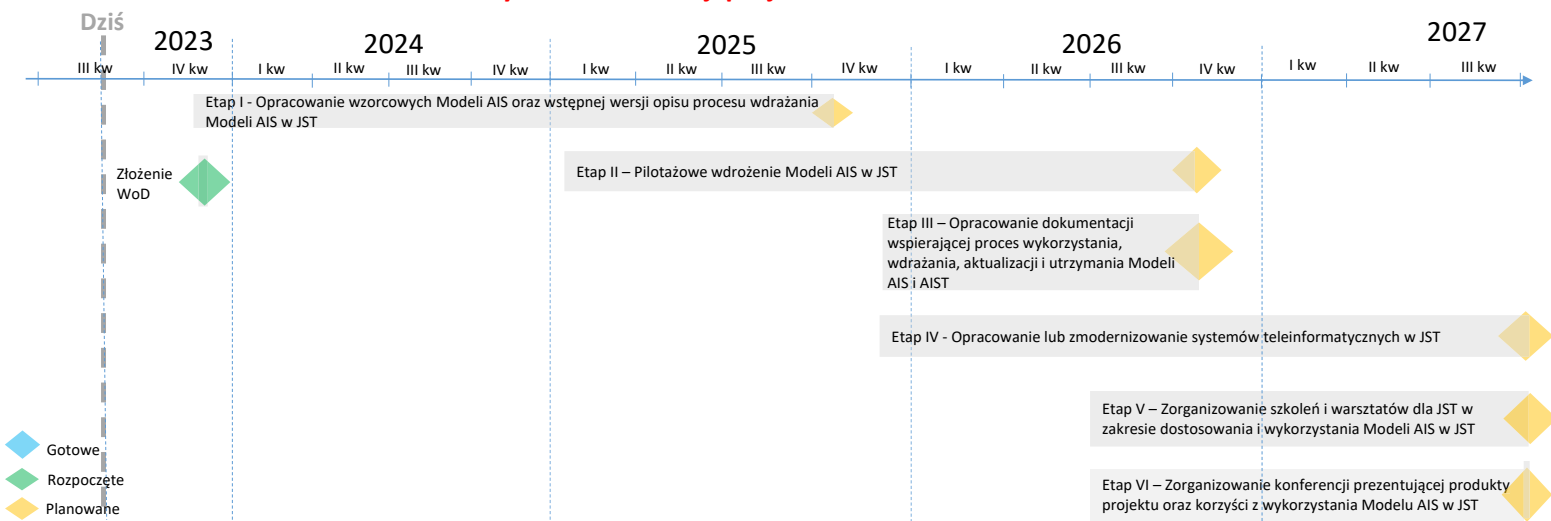 Dziś
2023
2024
2025
2026
2027
III kw
IV kw
I kw
II kw
III kw
IV kw
I kw
II kw
III kw
IV kw
I kw
II kw
III kw
IV kw
I kw
II kw
III kw
Etap I - Opracowanie wzorcowych Modeli AIS oraz wstępnej wersji opisu procesu wdrażania
Modeli AIS w JST
Złożenie
WoD
Etap II – Pilotażowe wdrożenie Modeli AIS w JST
Etap III – Opracowanie dokumentacji
wspierającej proces wykorzystania,
wdrażania, aktualizacji i utrzymania Modeli
AIS i AIST
Etap IV - Opracowanie lub zmodernizowanie systemów teleinformatycznych w JST
Etap V – Zorganizowanie szkoleń i warsztatów dla JST w
zakresie dostosowania i wykorzystania Modeli AIS w JST
Etap VI – Zorganizowanie konferencji prezentującej produkty
projektu oraz korzyści z wykorzystania Modelu AIS w JST
Gotowe
Rozpoczęte
Planowane